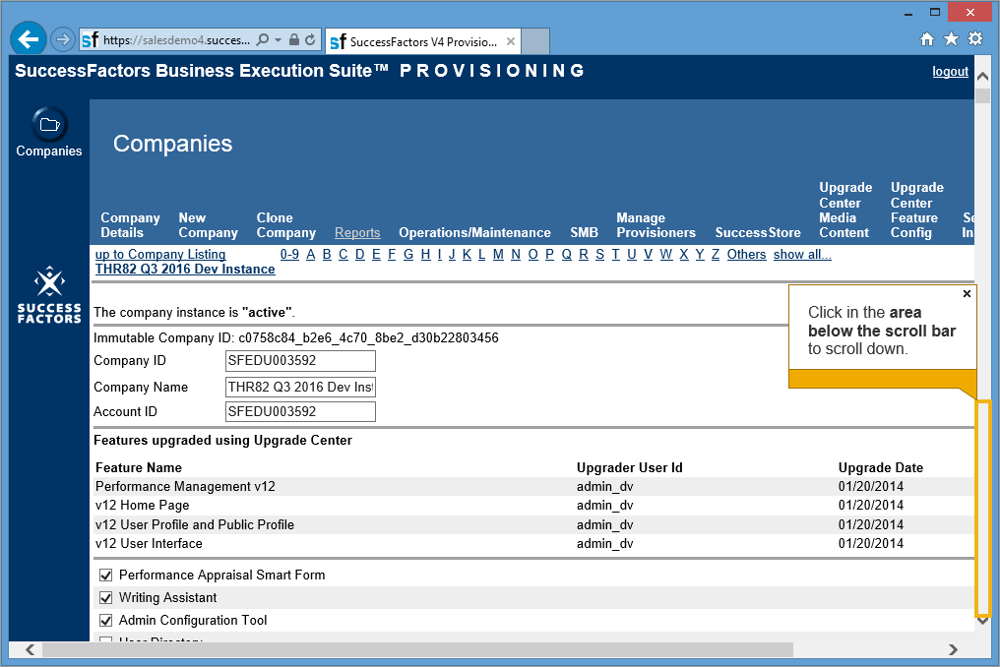 https://salesdemo4.succes...
SuccessFactors V4 Provisio...
SuccessFactors Business Execution Suite™ PROVISIONING
logout
Companies
Companies
Company Details
New Company
Clone Company
Reports
Operations/Maintenance
SMB
Manage Provisioners
SuccessStore
Upgrade Center Media Content
Upgrade Center Feature Config
up to Company Listing
0-9 A B C D E F G H I J K L M N O P Q R S T U V W X Y Z Others show all...
THR82 Q3 2016 Dev Instance
SUCCESS
FACTORS
The company instance is "active".
Click in the area
below the scroll bar
to scroll down.
Immutable Company ID: c0758c84_b2e6_4c70_8be2_d30b22803456
Company ID SFEDU003592
Company Name THR82 Q3 2016 Dev Inst
Account ID SFEDU003592
Features upgraded using Upgrade Center
Feature Name Upgrader User Id Upgrade Date
Performance Management v12 admin_dv 01/20/2014
v12 Home Page admin_dv 01/20/2014
v12 User Profile and Public Profile admin_dv 01/20/2014
v12 User Interface admin_dv 01/20/2014
Performance Appraisal Smart Form
Writing Assistant
Admin Configuration Tool